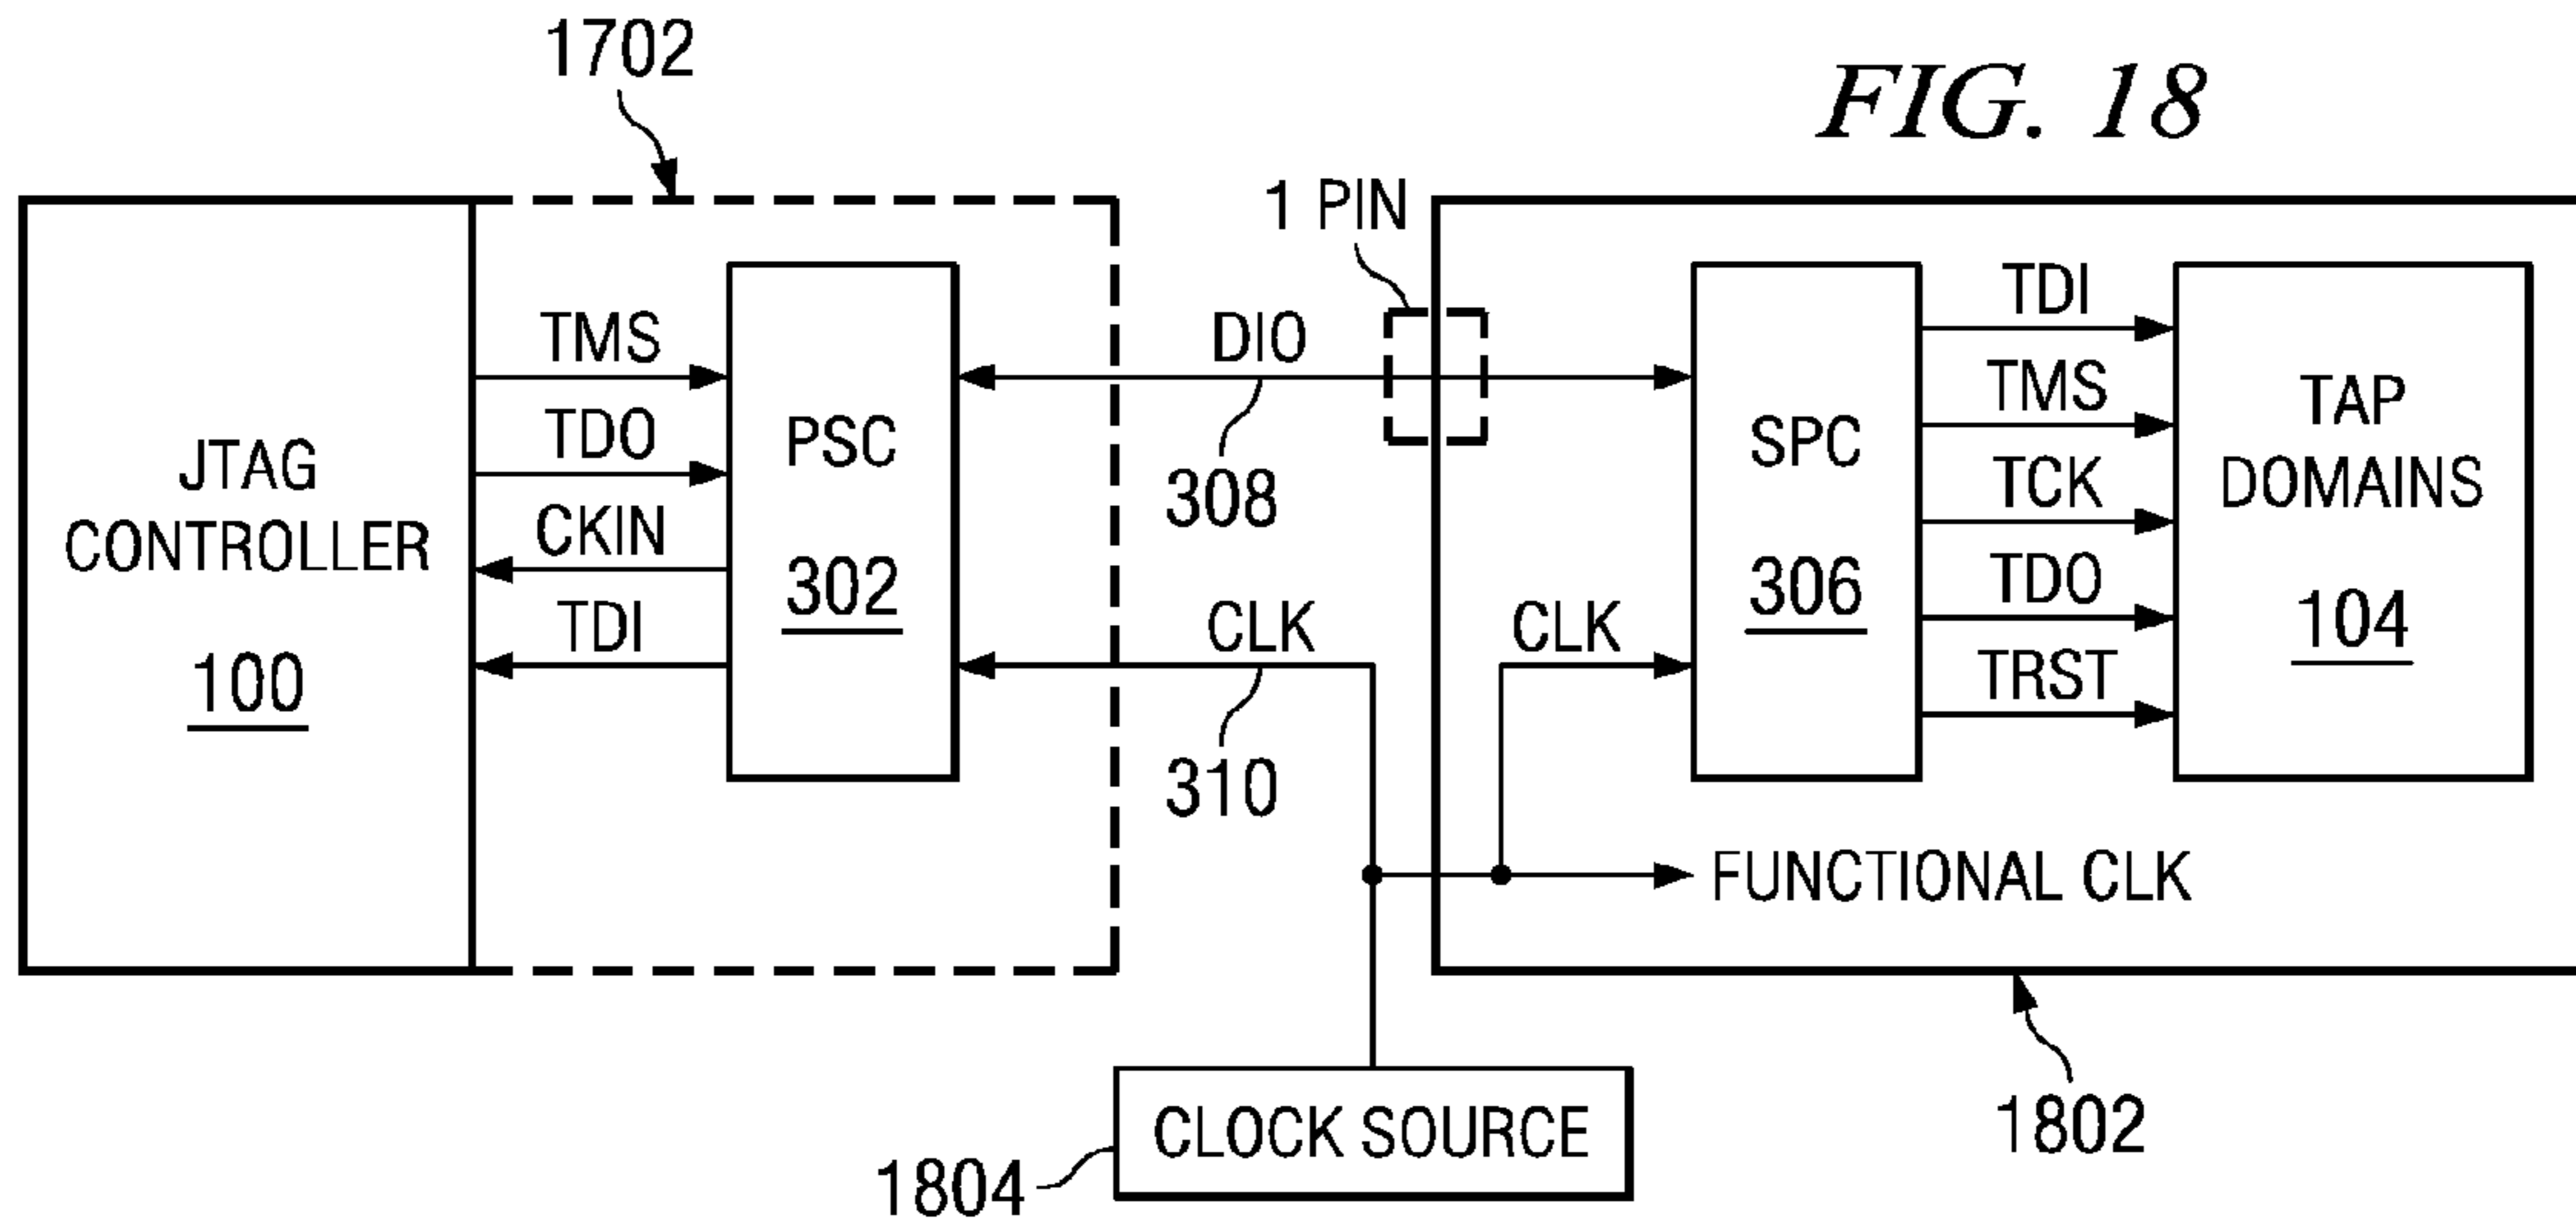 FIG. 18
1702
1 PIN
JTAG
CONTROLLER
100
TMS
TDO
CKIN
TDI
PSC
302
DIO
308
CLK
310
CLK
SPC
306
TDI
TMS
TCK
TDO
TRST
TAP
DOMAINS
104
FUNCTIONAL CLK
CLOCK SOURCE
1804
1802